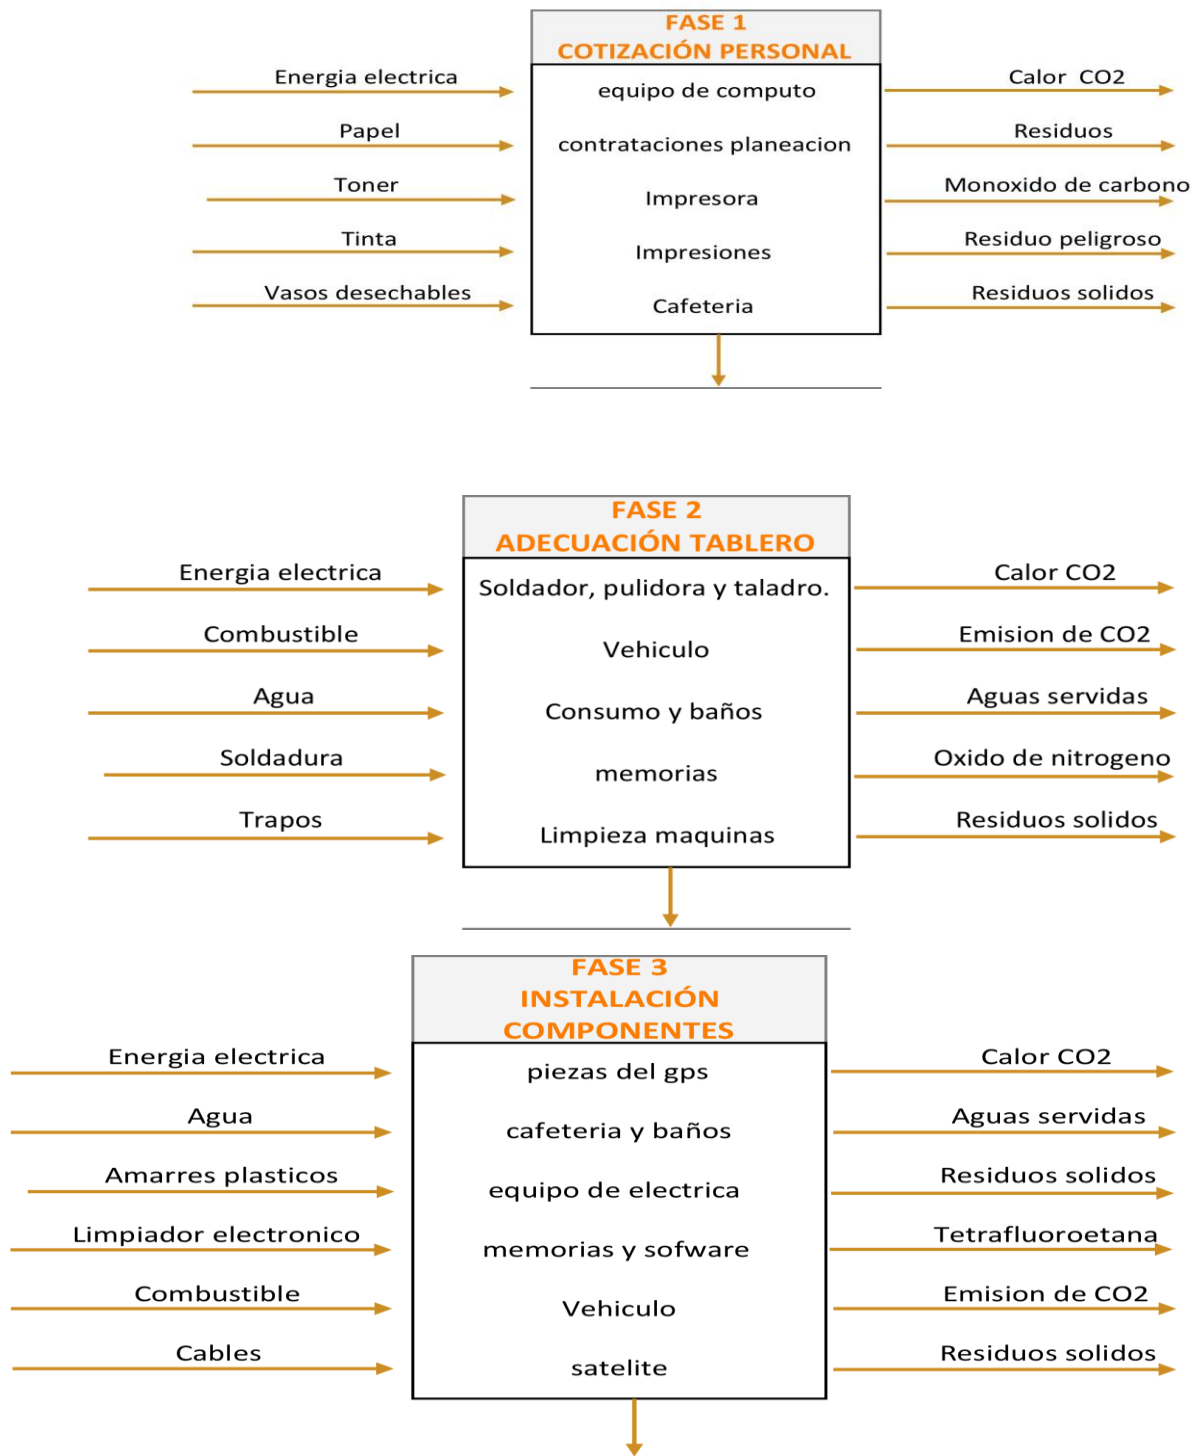 FASE 1
COTIZACIÓN PERSONAL
Energia electrica
equipo de computo
Calor  CO2
Papel
contrataciones planeacion
Residuos
Toner
Impresora
Monoxido de carbono
Tinta
Impresiones
Residuo peligroso
Vasos desechables
Cafeteria
Residuos solidos
FASE 2
ADECUACIÓN TABLERO
Energia electrica
Soldador, pulidora y taladro.
Calor CO2
Combustible
Vehiculo
Emision de CO2
Agua
Consumo y baños
Aguas servidas
Soldadura
memorias
Oxido de nitrogeno
Trapos
Limpieza maquinas
Residuos solidos
FASE 3
INSTALACIÓN
COMPONENTES
Energia electrica
piezas del gps
Calor CO2
Agua
cafeteria y baños
Aguas servidas
Amarres plasticos
equipo de electrica
Residuos solidos
Limpiador electronico
memorias y sofware
Tetrafluoroetana
Combustible
Vehiculo
Emision de CO2
Cables
satelite
Residuos solidos